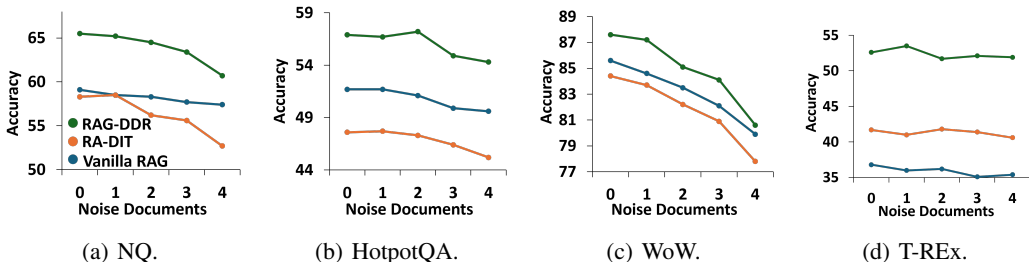 Accuracy
65
60
55
50
RAG-DDR
RA-DIT
Vanilla RAG
0 1 2 3 4
Noise Documents
(a) NQ.
Accuracy
56
54
49
44
0 1 2 3 4
Noise Documents
(b) HotpotQA.
Accuracy
89
87
85
83
81
79
77
0 1 2 3 4
Noise Documents
(c) WoW.
Accuracy
55
50
45
40
35
0 1 2 3 4
Noise Documents
(d) T-REx.